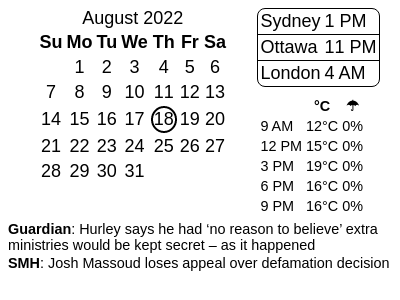 August 2022
Su Mo Tu We Th Fr Sa
1 2 3 4 5 6
7 8 9 10 11 12 13
14 15 16 17 18 19 20
21 22 23 24 25 26 27
28 29 30 31
Sydney 1 PM
Ottawa 11 PM
London 4 AM
°C ☂
9 AM 12°C 0%
12 PM 15°C 0%
3 PM 19°C 0%
6 PM 16°C 0%
9 PM 16°C 0%
Guardian: Hurley says he had ‘no reason to believe’ extra
ministries would be kept secret – as it happened
SMH: Josh Massoud loses appeal over defamation decision